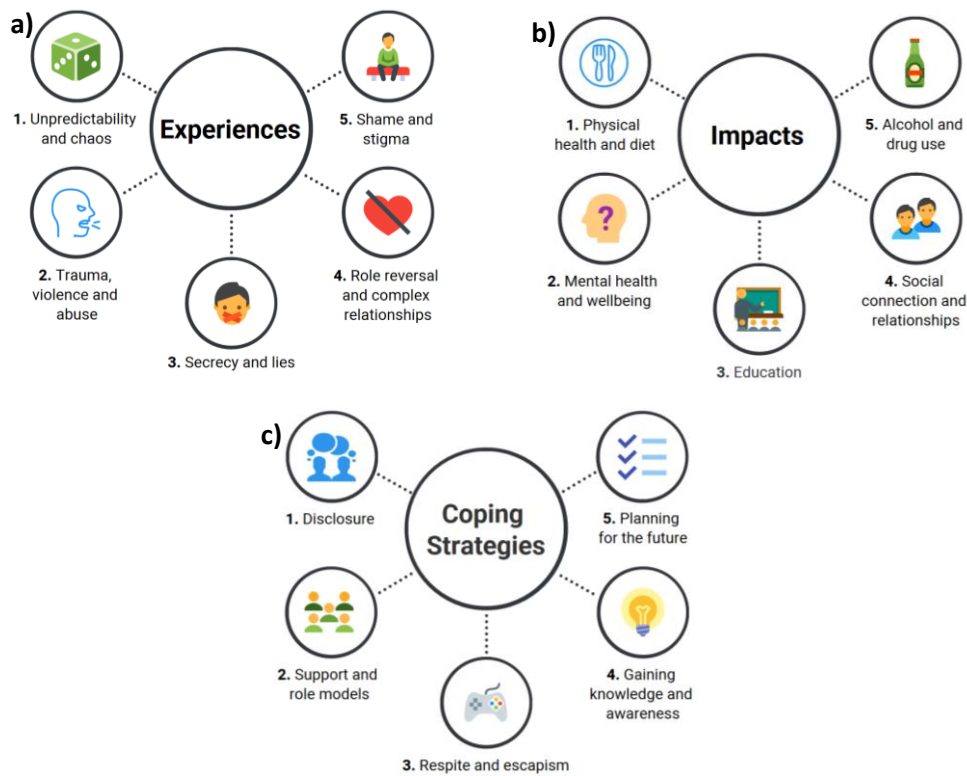 a)
Experiences
1. Unpredictability
and chaos
2. Trauma,
violence and
abuse
3. Secrecy and lies
4. Role reversal
and complex
relationships
5. Shame and
stigma
b)
Impacts
1. Physical
health and diet
2. Mental health
and wellbeing
3. Education
4. Social
connection and
relationships
5. Alcohol and
drug use
c)
Coping
Strategies
1. Disclosure
2. Support and
role models
3. Respite and escapism
4. Gaining
knowledge and
awareness
5. Planning
for the future